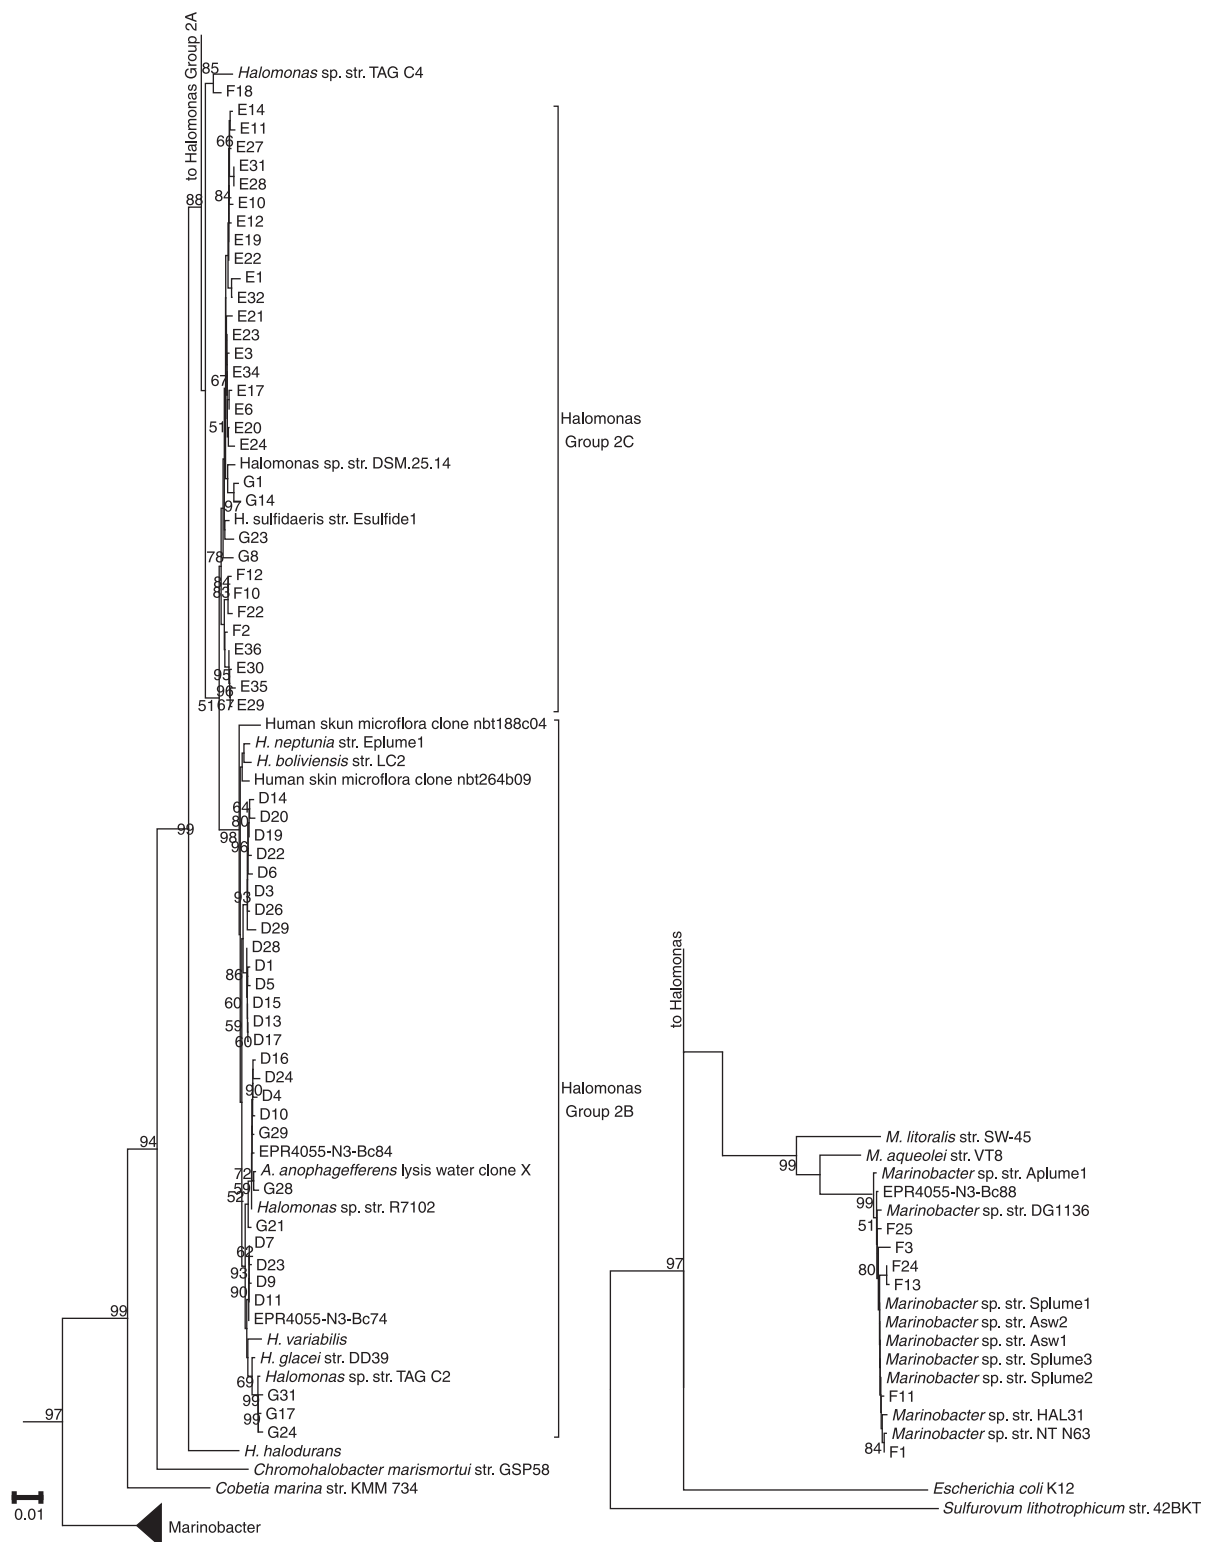 to Halomonas Group 2A
85
Halomonas sp. str. TAG C4
F18
E14
E11
66
E27
E31
E28
84
E10
88
E12
E19
E22
E1
E32
E21
E23
E3
E34
67
E17
E6
51
E20
E24
Halomonas sp. str. DSM.25.14
G1
G14
97
H. sulfidaeris str. Esulfide1
G23
78
G8
F12
84
83
F10
F22
F2
E36
E30
95
E35
96
51
67
E29
Halomonas
Group 2C
Human skun microflora clone nbt188c04
H. neptunia str. Eplume1
H. boliviensis str. LC2
Human skin microflora clone nbt264b09
D14
64
D20
80
99
98
D19
96
D22
D6
D3
93
D26
D29
D28
D1
86
D5
60
D15
D13
59
D17
60
D16
D24
90
D4
D10
G29
EPR4055-N3-Bc84
72
A. anophagefferens lysis water clone X
59
G28
52
Halomonas sp. str. R7102
G21
D7
62
D23
93
D9
90
D11
EPR4055-N3-Bc74
H. variabilis
H. glacei str. DD39
Halomonas sp. str. TAG C2
69
G31
99
G17
99
G24
Halomonas
Group 2B
94
99
97
H. halodurans
Chromohalobacter marismortui str. GSP58
Cobetia marina str. KMM 734
Marinobacter
0.01
to Halomonas
M. litoralis str. SW-45
99
M. aqueolei str. VT8
Marinobacter sp. str. Aplume1
EPR4055-N3-Bc88
99
Marinobacter sp. str. DG1136
51
F25
F3
97
80
F24
F13
Marinobacter sp. str. Splume1
Marinobacter sp. str. Asw2
Marinobacter sp. str. Asw1
Marinobacter sp. str. Splume3
Marinobacter sp. str. Splume2
F11
Marinobacter sp. str. HAL31
Marinobacter sp. str. NT N63
84
F1
Escherichia coli K12
Sulfurovum lithotrophicum str. 42BKT